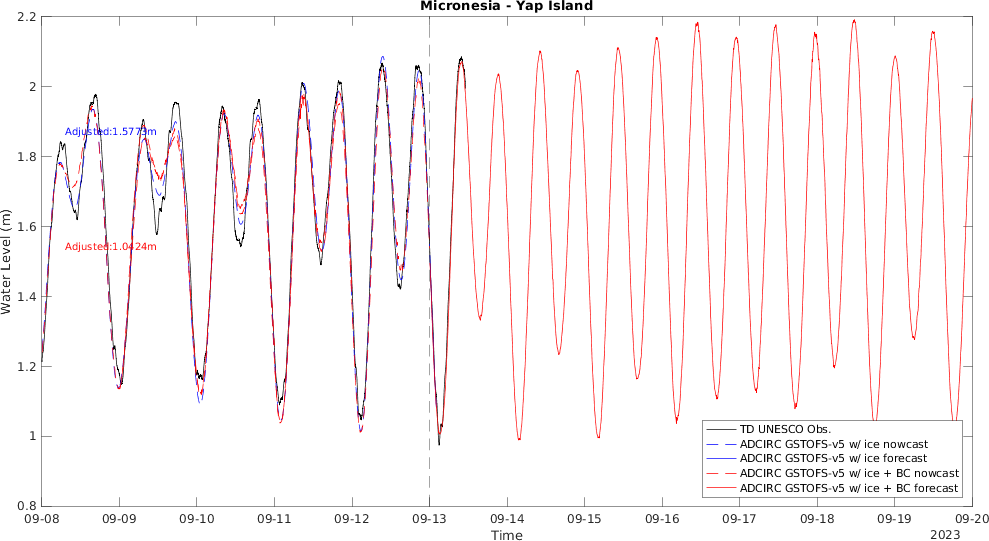 Micronesia - Yap Island
2.2
2
1.8
1.6
1.4
1.2
1
0.8
Water Level (m)
Adjusted:1.5773m
Adjusted:1.0424m
TD UNESCO Obs.
ADCIRC GSTOFS-v5 w/ ice nowcast
ADCIRC GSTOFS-v5 w/ ice forecast
ADCIRC GSTOFS-v5 w/ ice + BC nowcast
ADCIRC GSTOFS-v5 w/ ice + BC forecast
09-08 09-09 09-10 09-11 09-12 09-13 09-14 09-15 09-16 09-17 09-18 09-19 09-20
Time
2023